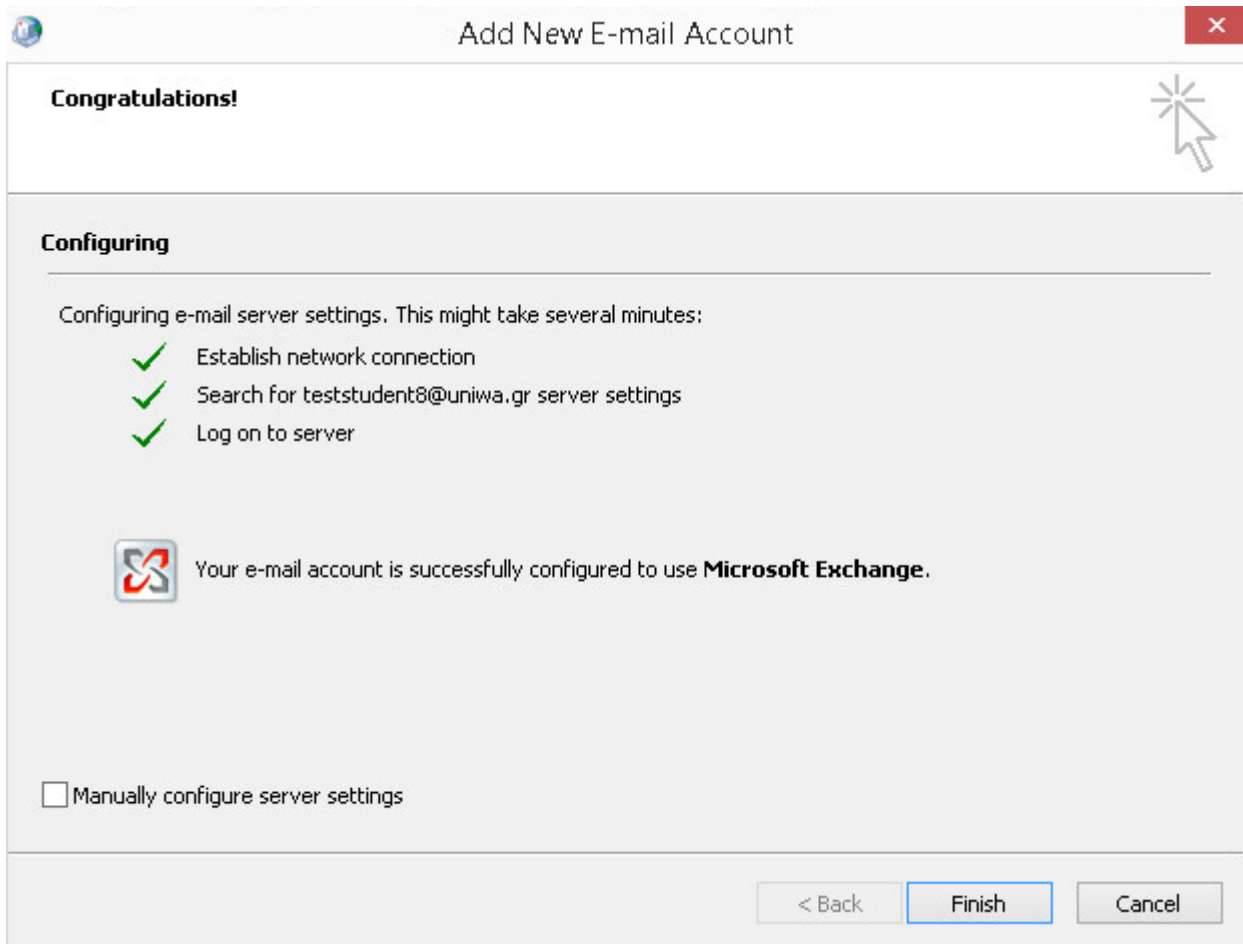 Add New E-mail Account
Congratulations!
Configuring
Configuring e-mail server settings. This might take several minutes:
Establish network connection
Search for teststudent8@uniwa.gr server settings
Log on to server
Your e-mail account is successfully configured to use Microsoft Exchange.
Manually configure server settings
< Back Finish Cancel